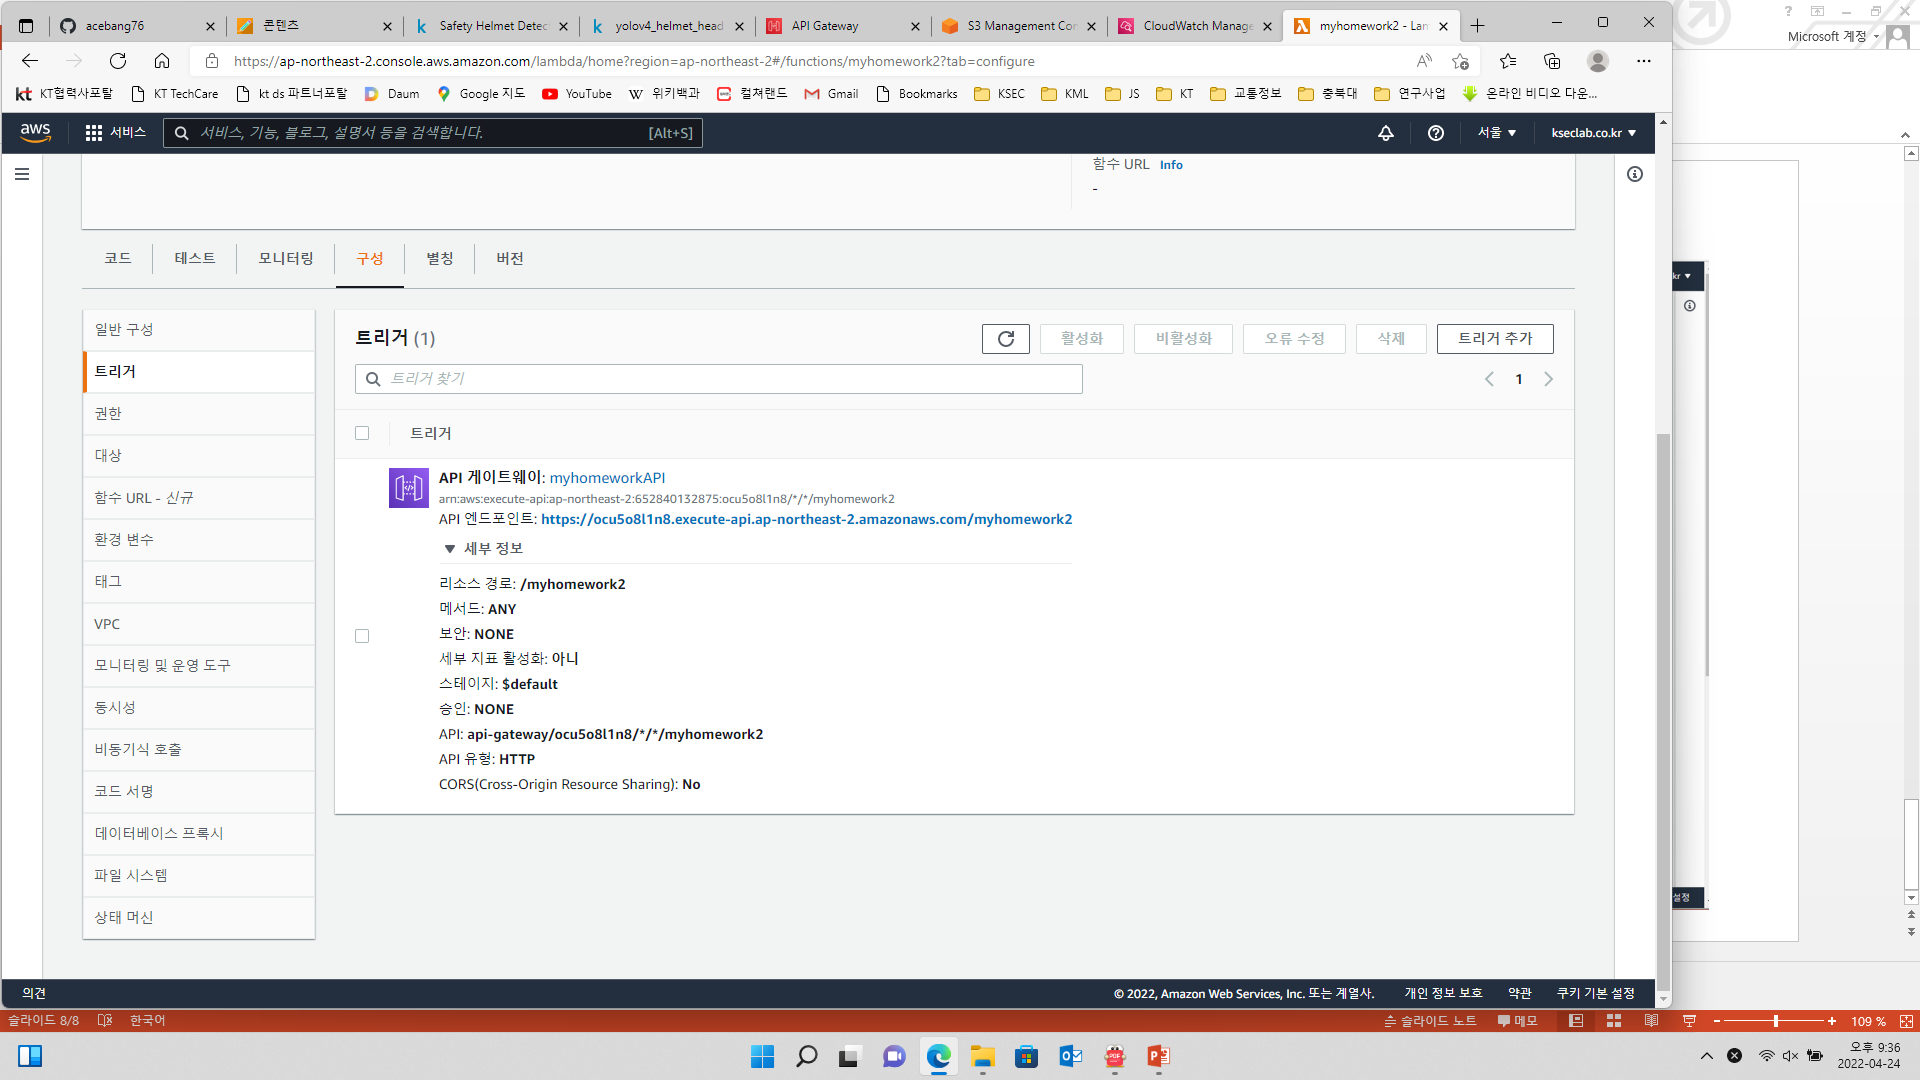 acebang76
콘텐츠
Safety Helmet Detec
yolov4_helmet_head
API Gateway
S3 Management Con
CloudWatch Manage
myhomework2 - Lam
Microsoft 계정
https://ap-northeast-2.console.aws.amazon.com/lambda/home?region=ap-northeast-2#/functions/myhomework2?tab=configure
kt KT협력사포탈
KT TechCare
kt ds 파트너포탈
Daum
Google 지도
YouTube
W 위키백과
컬쳐랜드
Gmail
Bookmarks
KSEC
KML
JS
KT
교통정보
충북대
연구사업
온라인 비디오 다운...
aws
서비스
서비스, 기능, 블로그, 설명서 등을 검색합니다.
[Alt+S]
서울 ▼
kseclab.co.kr ▼
함수 URL Info
-
코드
테스트
모니터링
구성
별칭
버전
kr ▼
일반 구성
트리거
권한
대상
함수 URL - 신규
환경 변수
태그
VPC
모니터링 및 운영 도구
동시성
비동기식 호출
코드 서명
데이터베이스 프록시
파일 시스템
상태 머신
트리거 (1)
활성화
비활성화
오류 수정
삭제
트리거 추가
트리거 찾기
1
트리거
API 게이트웨이: myhomeworkAPI
arn:aws:execute-api:ap-northeast-2:652840132875:ocu5o8l1n8/*/*/myhomework2
API 엔드포인트: https://ocu5o8l1n8.execute-api.ap-northeast-2.amazonaws.com/myhomework2
▼ 세부 정보
리소스 경로: /myhomework2
메서드: ANY
보안: NONE
세부 지표 활성화: 아니
스테이지: $default
승인: NONE
API: api-gateway/ocu5o8l1n8/*/*/myhomework2
API 유형: HTTP
CORS(Cross-Origin Resource Sharing): No
설정
의견
© 2022, Amazon Web Services, Inc. 또는 계열사.
개인 정보 보호
약관
쿠키 기본 설정
슬라이드 8/8
한국어
슬라이드 노트
메모
109 %
오후 9:36
2022-04-24